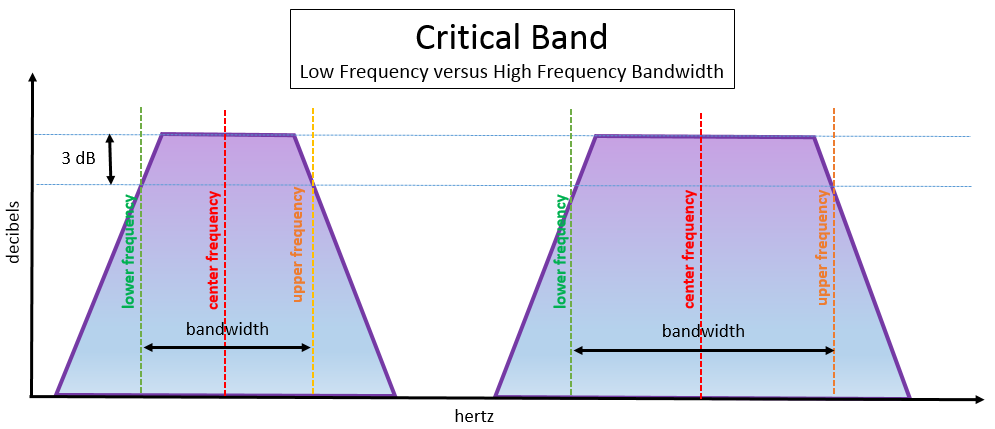 Critical Band
Low Frequency versus High Frequency Bandwidth
3 dB
decibels
lower frequency
center frequency
upper frequency
bandwidth
lower frequency
center frequency
upper frequency
bandwidth
hertz